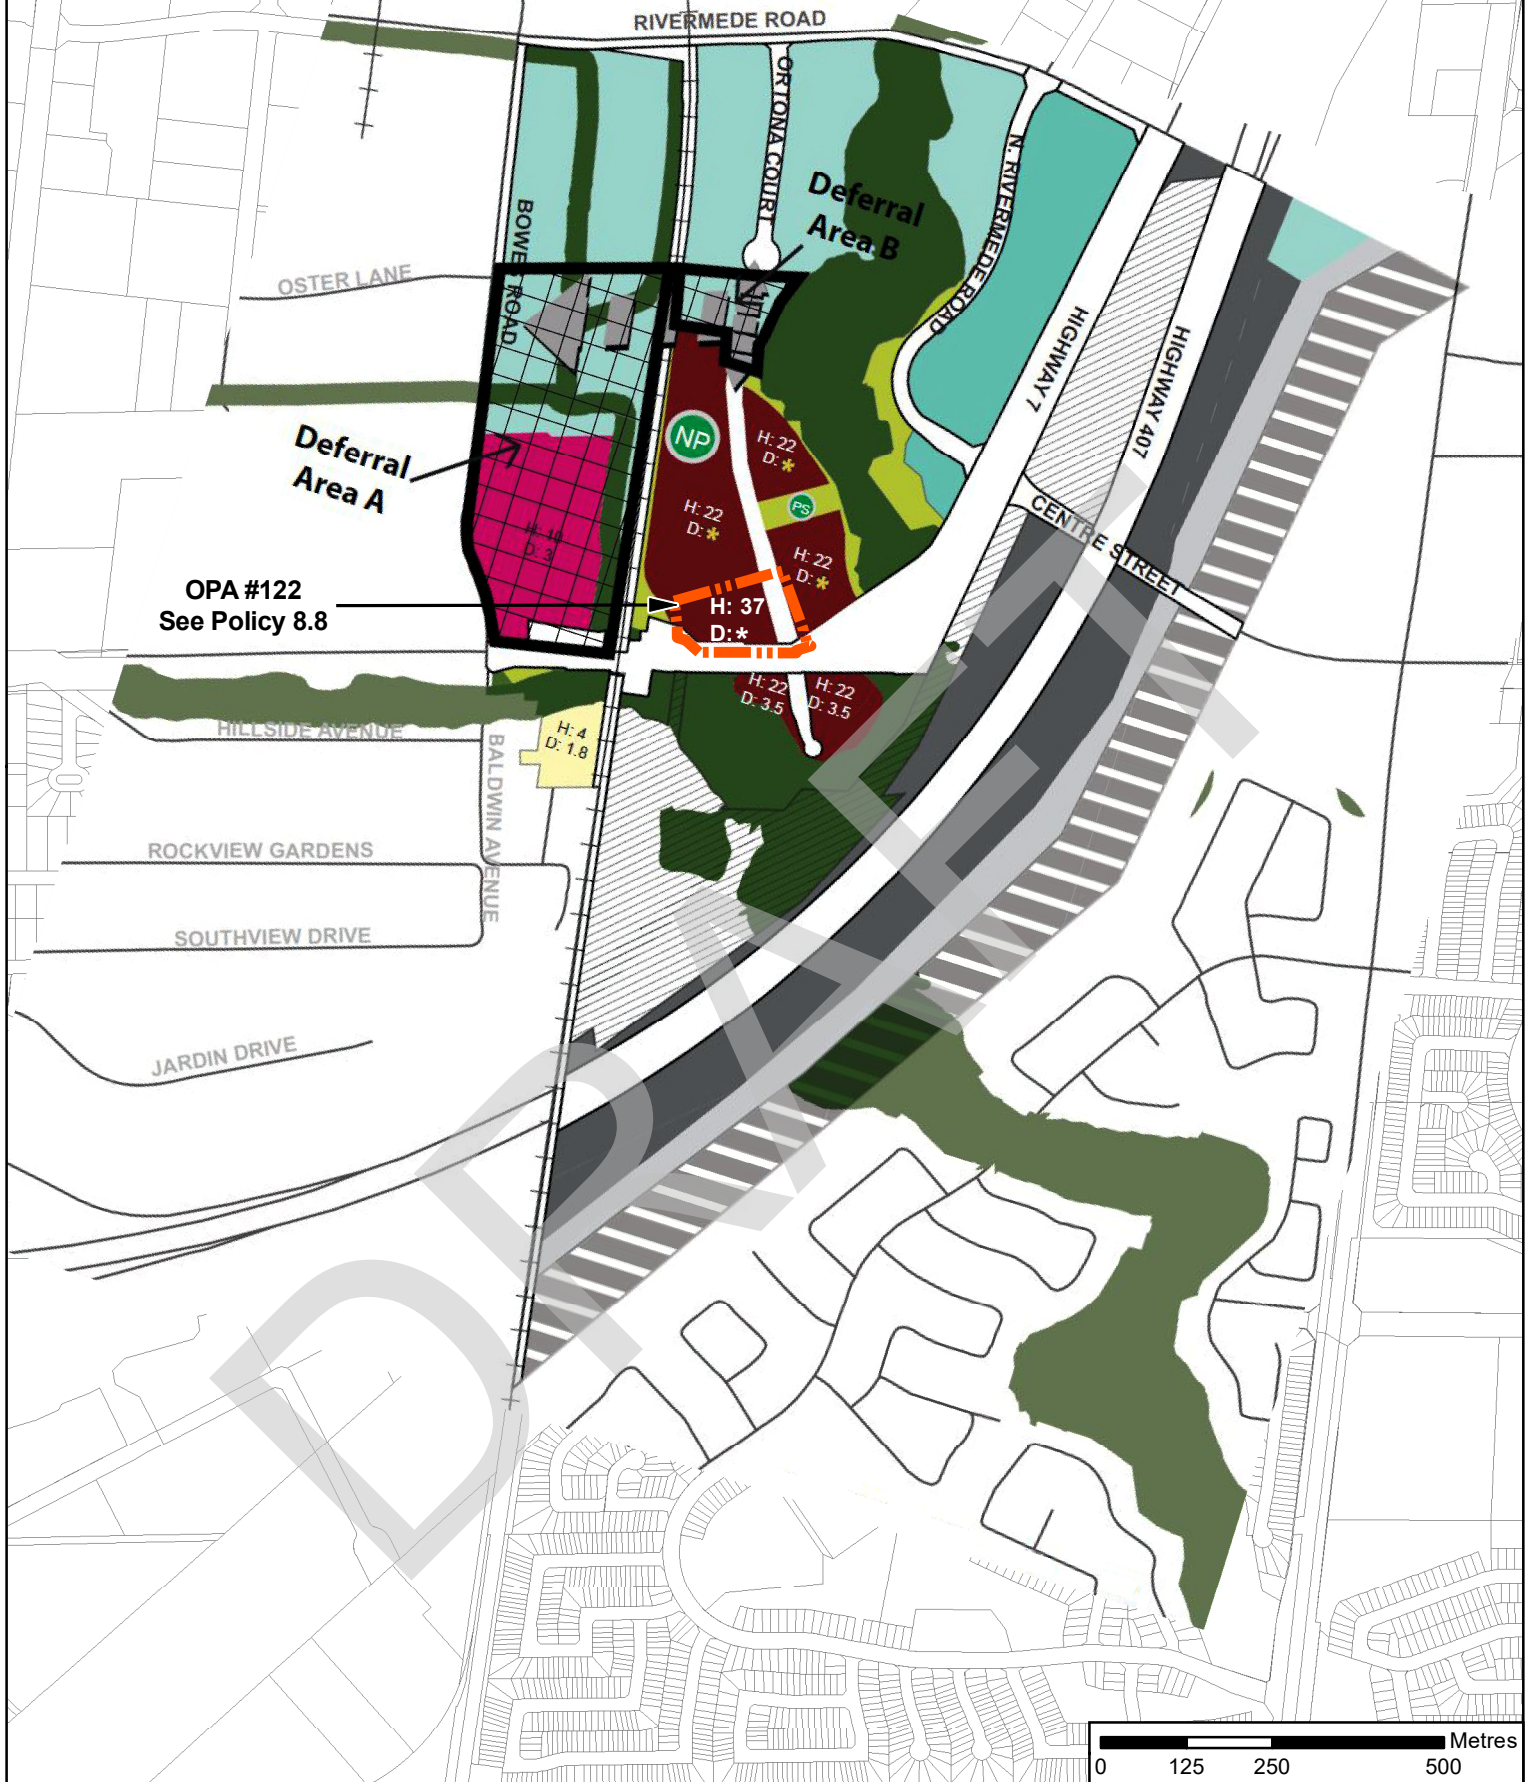 RIVERMEDE ROAD
ORTONA COURT
N. RIVERMEDE ROAD
Deferral
Area B
BOWES ROAD
OSTER LANE
HIGHWAY 7
HIGHWAY 407
NP
H: 22
D: *
PS
H: 22
D: *
H: 22
D: *
Deferral
Area A
H: 10
D: 3
CENTRE STREET
OPA #122
See Policy 8.8
H: 37
D: *
H: 22
D: 3.5
H: 22
D: 3.5
HILLSIDE AVENUE
H: 4
D: 1.8
BALDWIN AVENUE
ROCKVIEW GARDENS
SOUTHVIEW DRIVE
JARDIN DRIVE
DRAFT
Metres
0 125 250 500